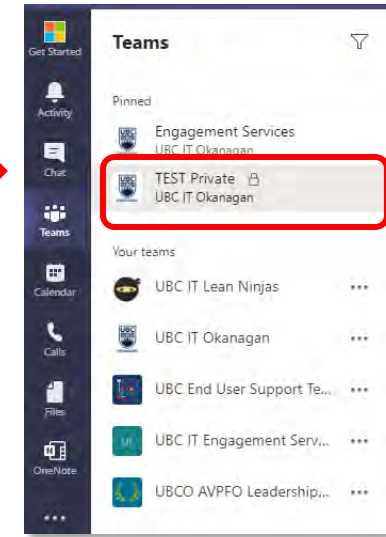 Get Started
Activity
Chat
Teams
Calendar
Calls
Files
OneNote
Teams
Pinned
Engagement Services
UBC IT Okanagan
TEST Private
UBC IT Okanagan
Your teams
UBC IT Lean Ninjas
UBC IT Okanagan
UBC End User Support Te...
UBC IT Engagement Serv...
UBCO AVPFO Leadership...